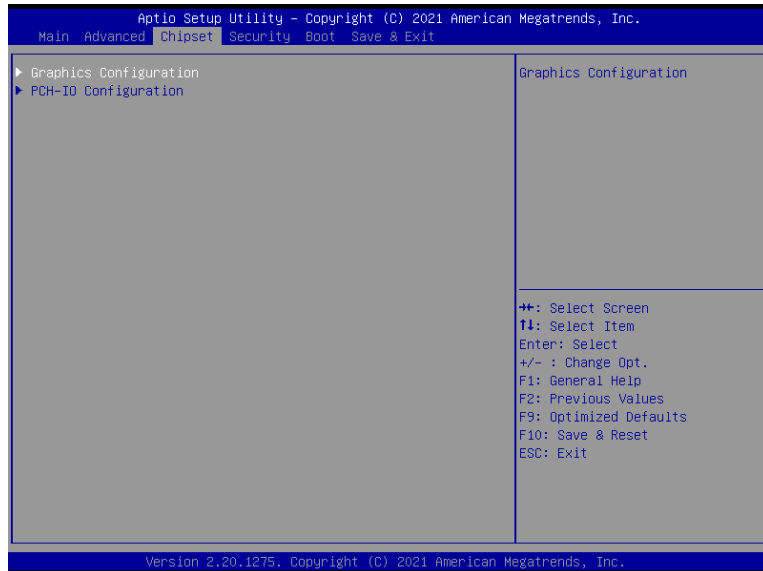 Aptio Setup Utility – Copyright (C) 2021 American Megatrends, Inc.
Main Advanced Chipset Security Boot Save & Exit
▶ Graphics Configuration
▶ PCH-IO Configuration
Graphics Configuration
→←: Select Screen
↑↓: Select Item
Enter: Select
+/- : Change Opt.
F1: General Help
F2: Previous Values
F9: Optimized Defaults
F10: Save & Reset
ESC: Exit
Version 2.20.1275. Copyright (C) 2021 American Megatrends, Inc.